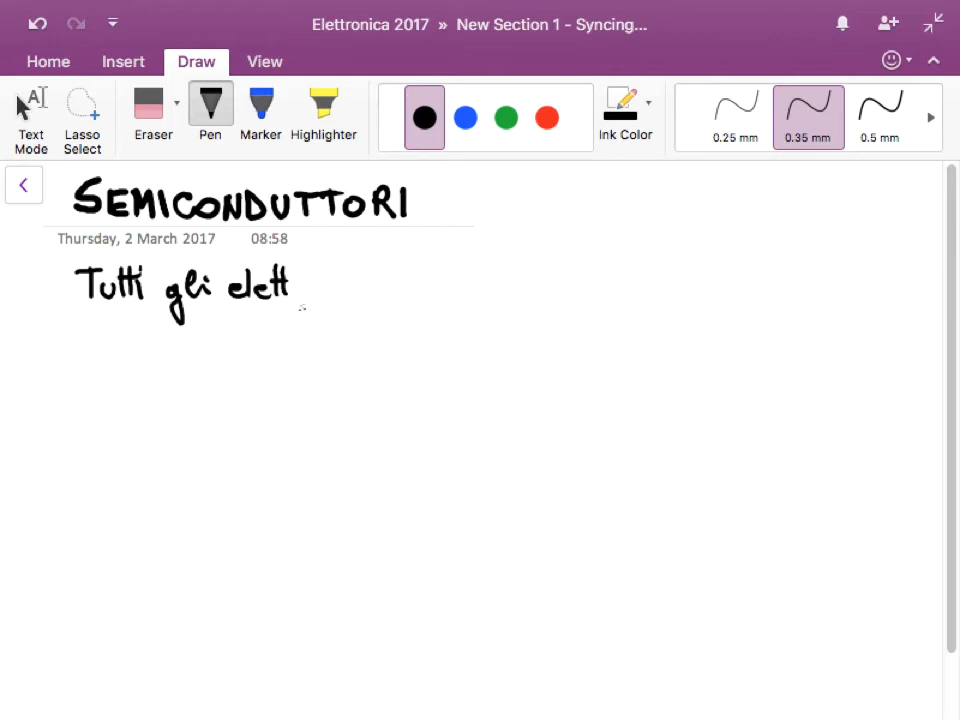 Elettronica 2017 » New Section 1 - Syncing...
Home Insert Draw View
Text Mode
Lasso Select
Eraser
Pen
Marker
Highlighter
Ink Color
0.25 mm
0.35 mm
0.5 mm
SEMICONDUTTORI
Thursday, 2 March 2017 08:58
Tutti gli elett